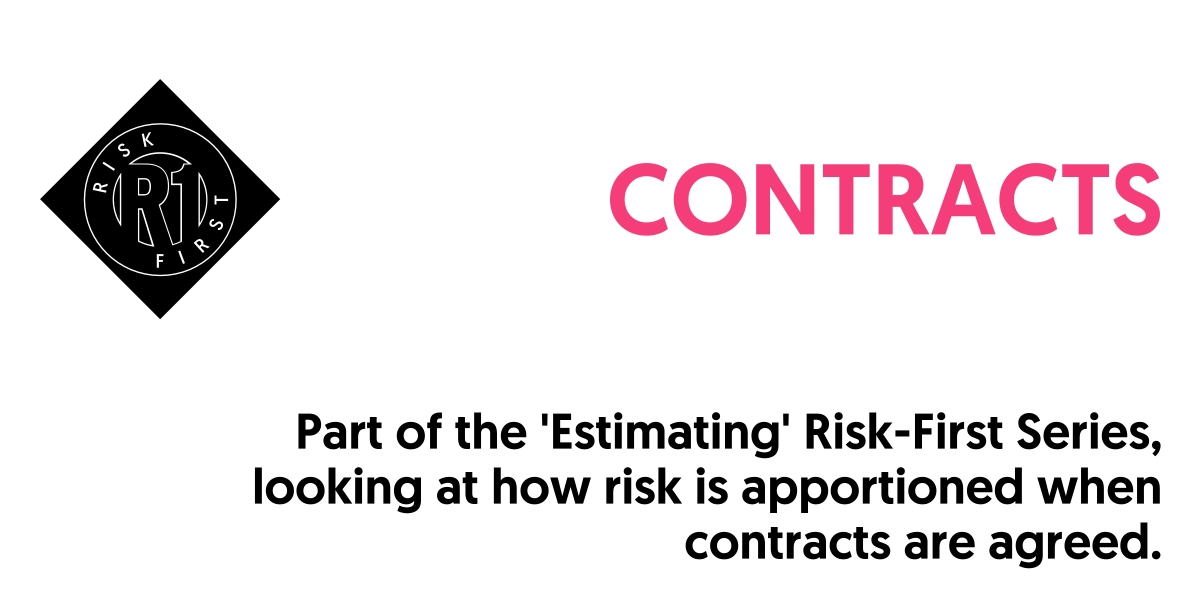 RISK
R1
FIRST
CONTRACTS
Part of the 'Estimating' Risk-First Series,
looking at how risk is apportioned when
contracts are agreed.